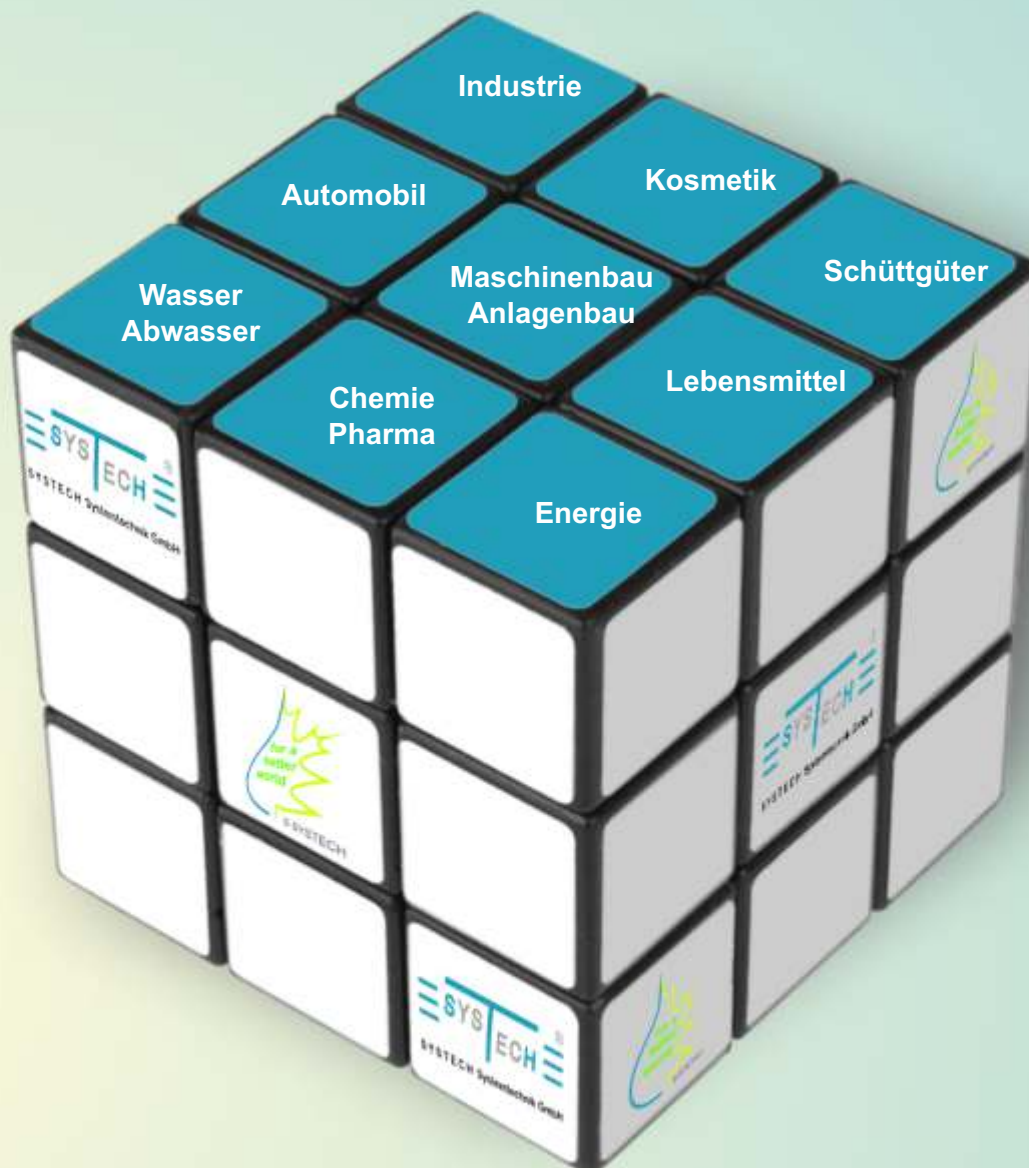 Industrie
Automobil
Kosmetik
Wasser
Abwasser
Maschinenbau
Anlagenbau
Schüttgüter
Chemie
Pharma
Lebensmittel
Energie
SYSTECH ®
SYSTECH Systemtechnik GmbH
for a
better
world
© SYSTECH
SYSTECH ®
SYSTECH Systemtechnik GmbH
SYSTECH ®
SYSTECH Systemtechnik GmbH